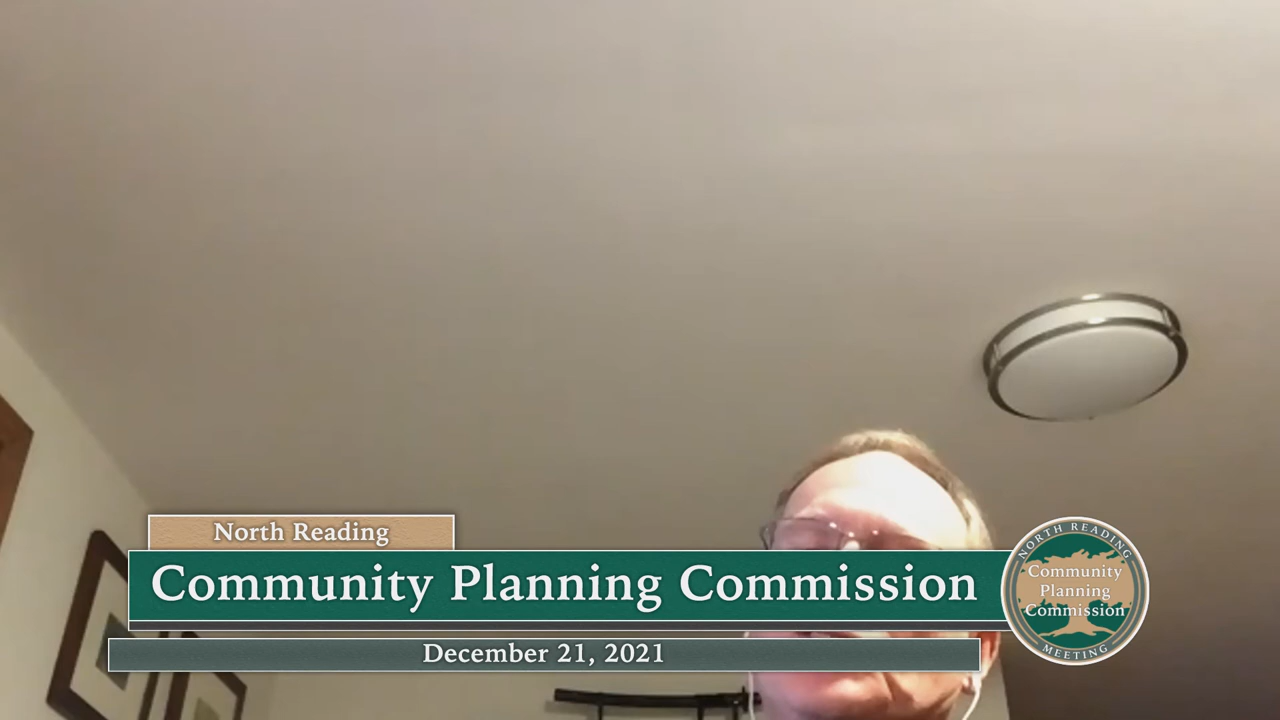 North Reading
Community Planning Commission
December 21, 2021
NORTH READING
Community
Planning
Commission
MEETING